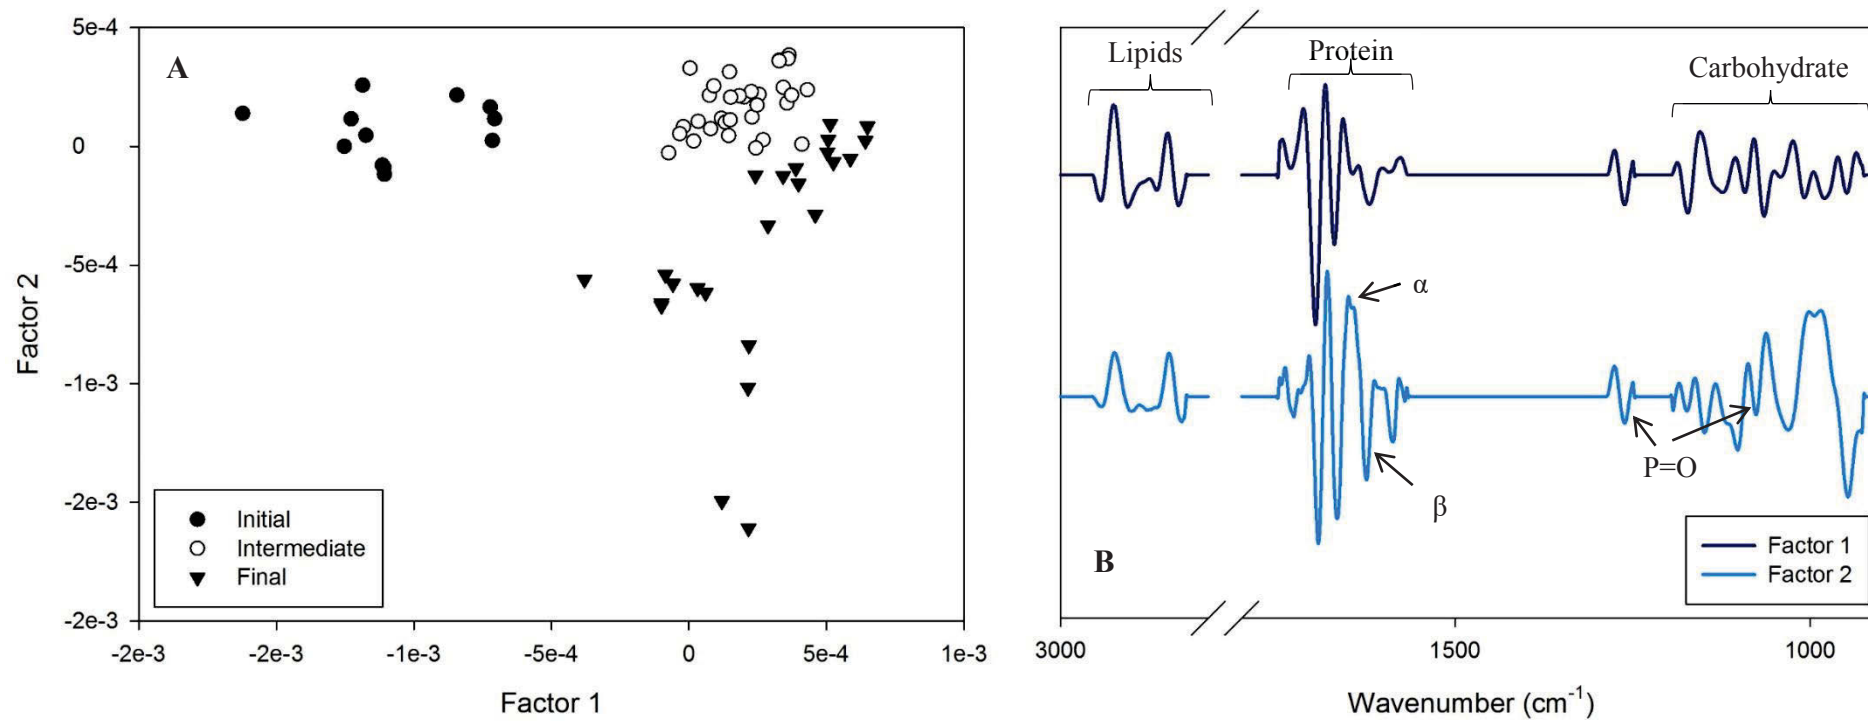 A
5e-4
0
-5e-4
-1e-3
-2e-3
-2e-3
Factor 2
Initial
Intermediate
Final
-2e-3
-2e-3
-1e-3
-5e-4
0
5e-4
1e-3
Factor 1
Lipids
Protein
Carbohydrate
α
β
P=O
B
Factor 1
Factor 2
3000
1500
1000
Wavenumber (cm⁻¹)